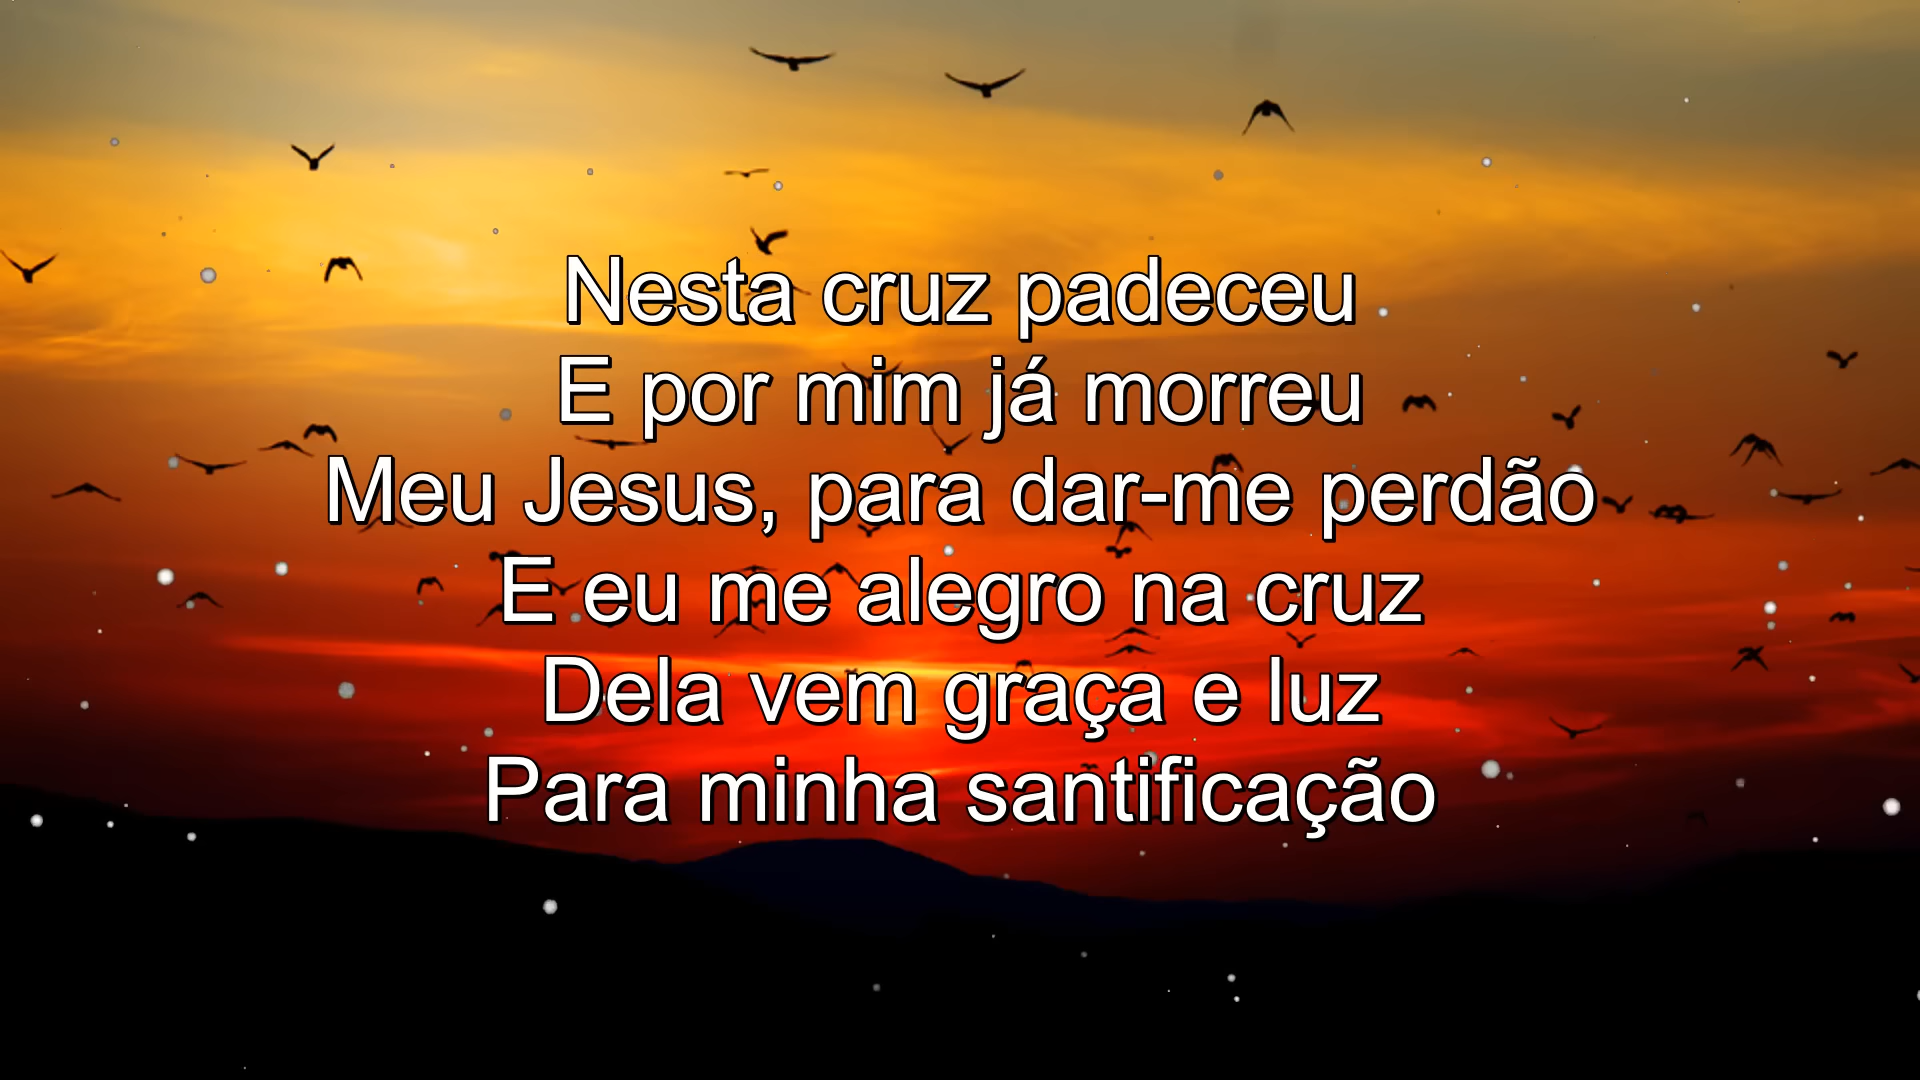 Nesta cruz padeceu
E por mim já morreu
Meu Jesus, para dar-me perdão
E eu me alegro na cruz
Dela vem graça e luz
Para minha santificação